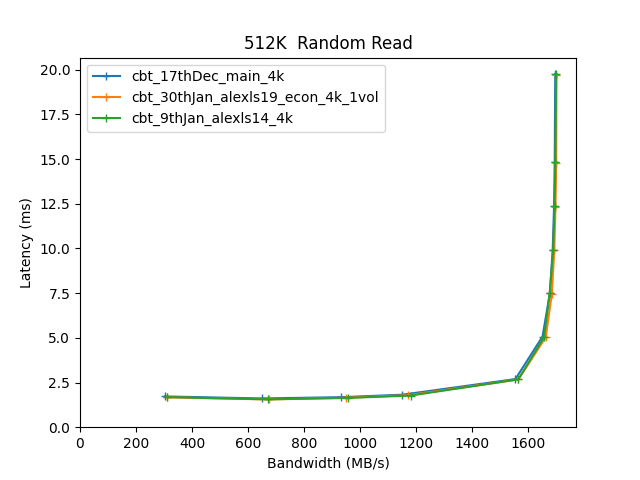 512K  Random Read
20.0
17.5
15.0
12.5
10.0
7.5
5.0
2.5
0.0
Latency (ms)
cbt_17thDec_main_4k
cbt_30thJan_alexls19_econ_4k_1vol
cbt_9thJan_alexls14_4k
0 200 400 600 800 1000 1200 1400 1600
Bandwidth (MB/s)